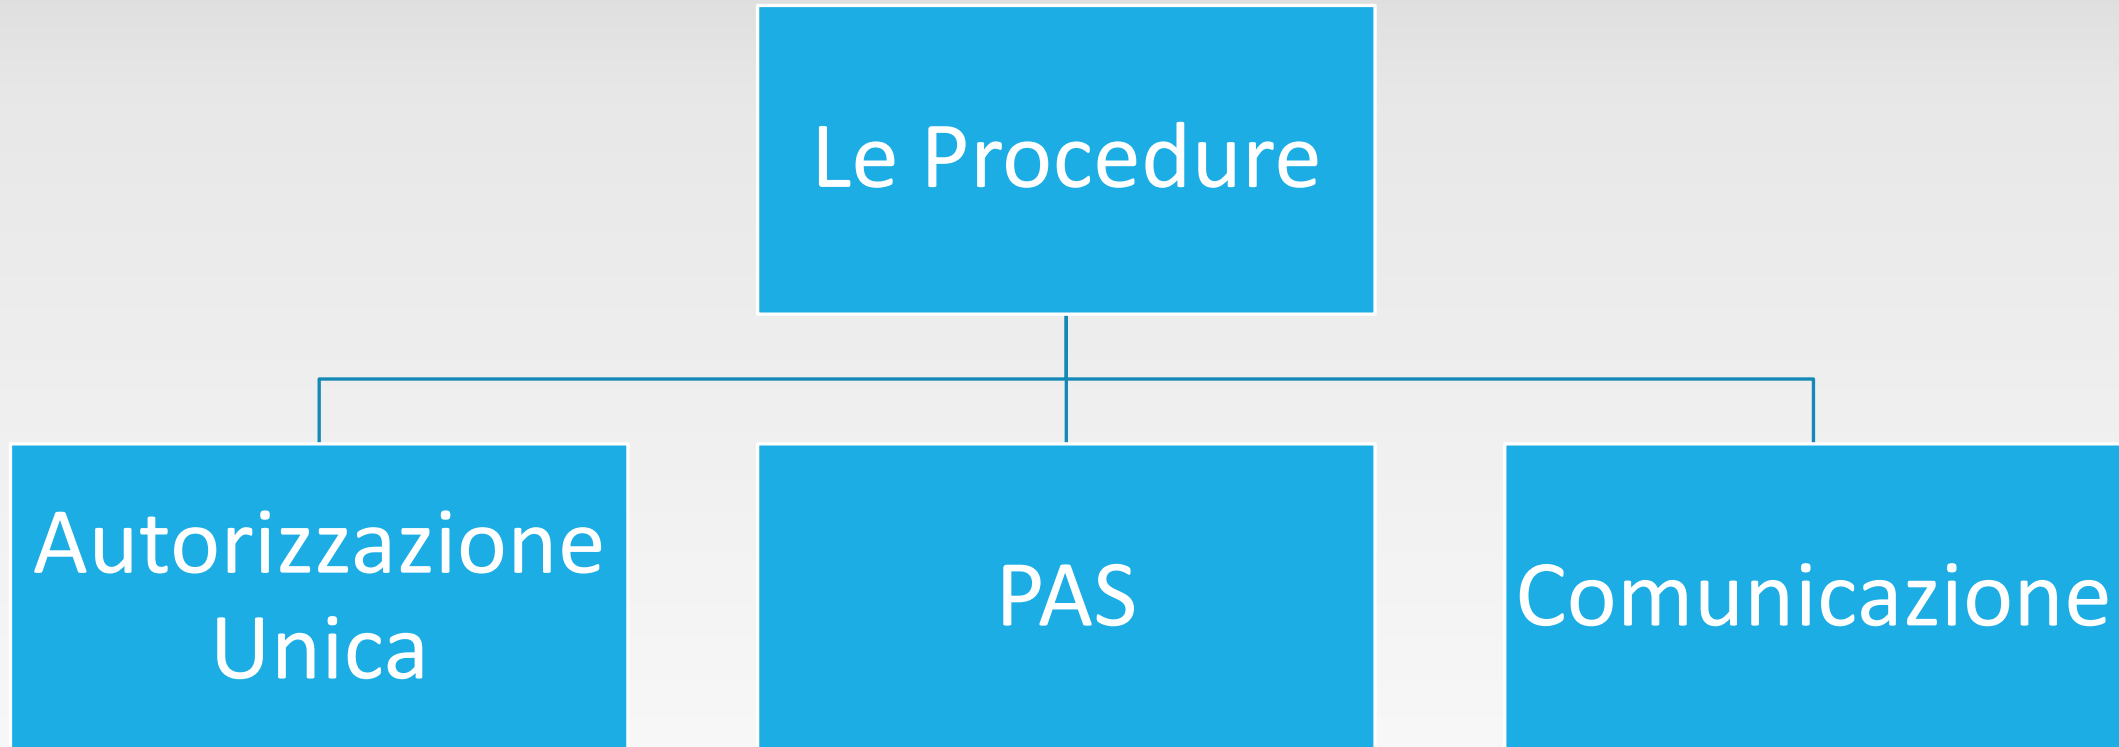 Le Procedure
Autorizzazione
Unica
PAS
Comunicazione